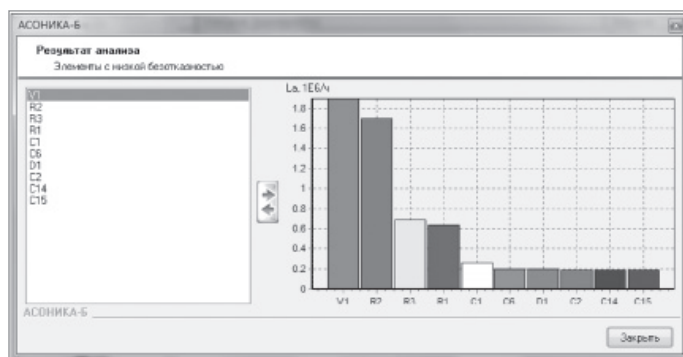 АСОНИКА-Б
Результат анализа
Элементы с низкой безотказностью
V1
R2
R3
R1
C1
C6
D1
C2
C14
C15
La, 1E6/ч
1.8
1.6
1.4
1.2
1
0.8
0.6
0.4
0.2
0
V1 R2 R3 R1 C1 C6 D1 C2 C14 C15
АСОНИКА-Б
Закрыть